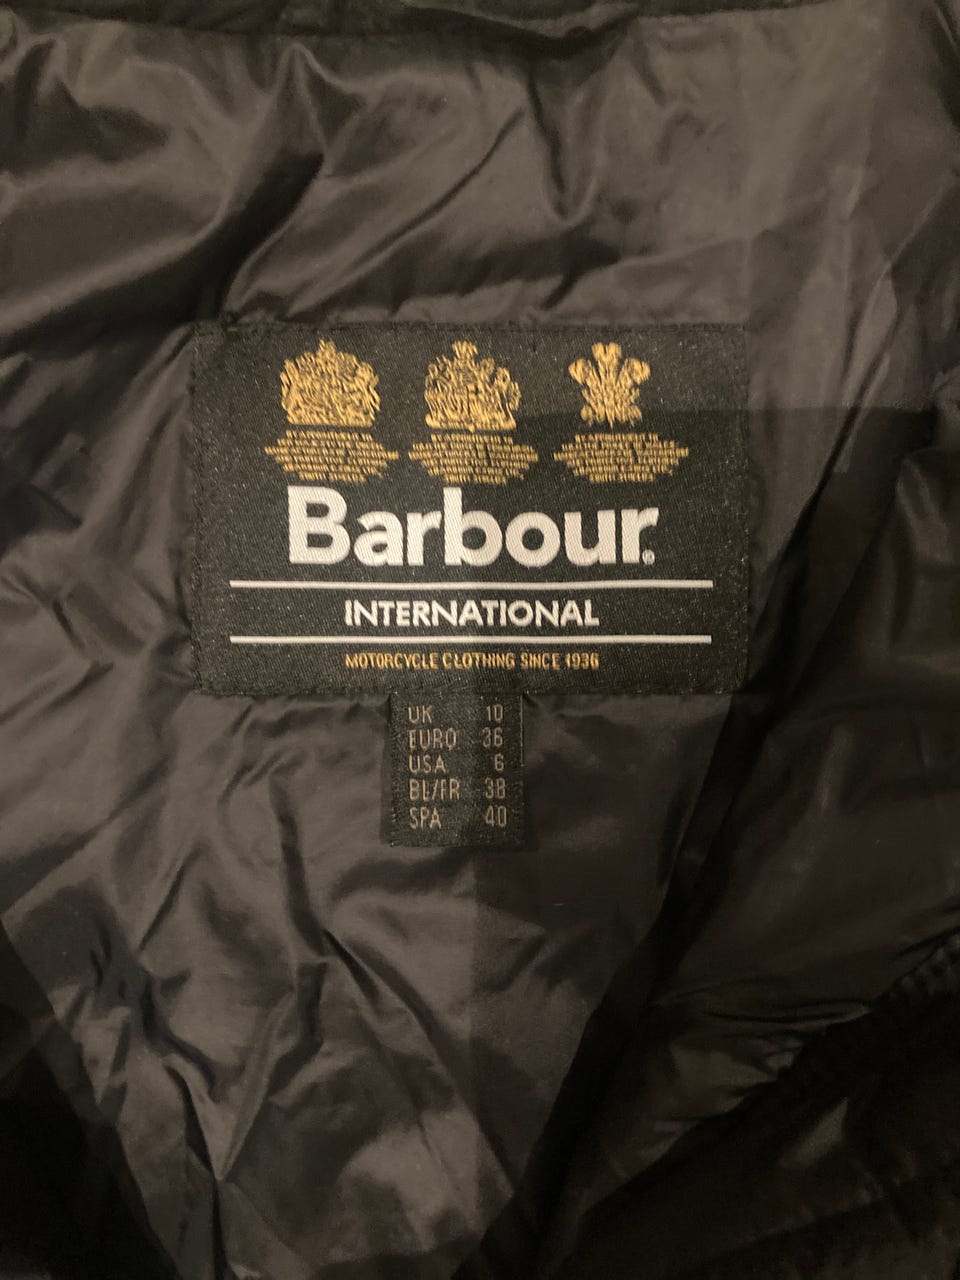 Barbour®
INTERNATIONAL
MOTORCYCLE CLOTHING SINCE 1936
UK 10
EURO 36
USA 6
BL/FR 38
SPA 40